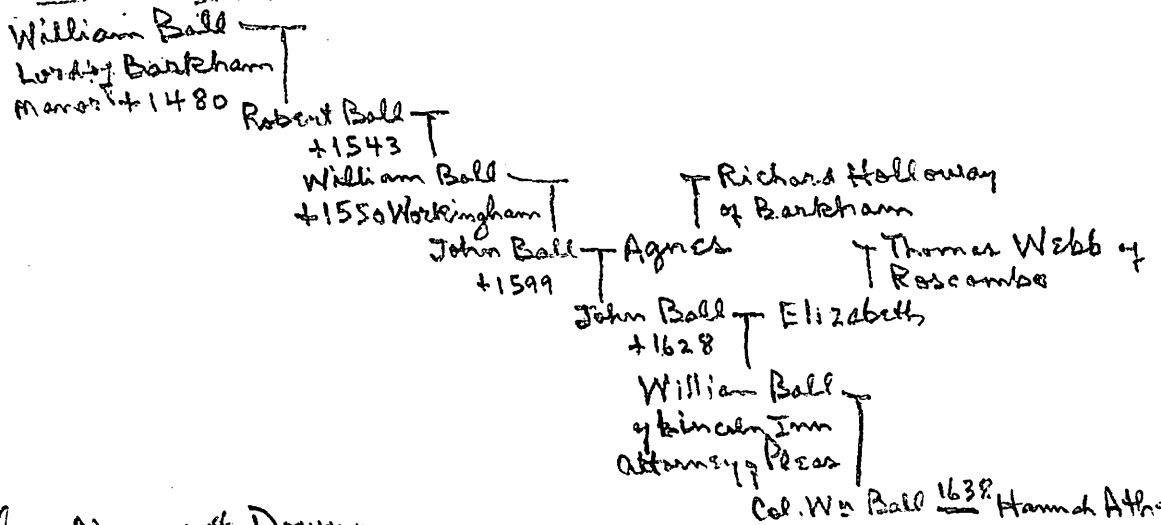 William Ball
Lord of Barkham
Manor +1480
Robert Ball
+1543
William Ball
+1550 Workingham
Richard Holloway
of Barkham
John Ball Agnes
+1599
Thomas Webb of
Roscombe
John Ball Elizabeth
+1628
William Ball
of Lincoln Inn
Attorney of Pleas
Col. Wm Ball 1638 Hannah Ath